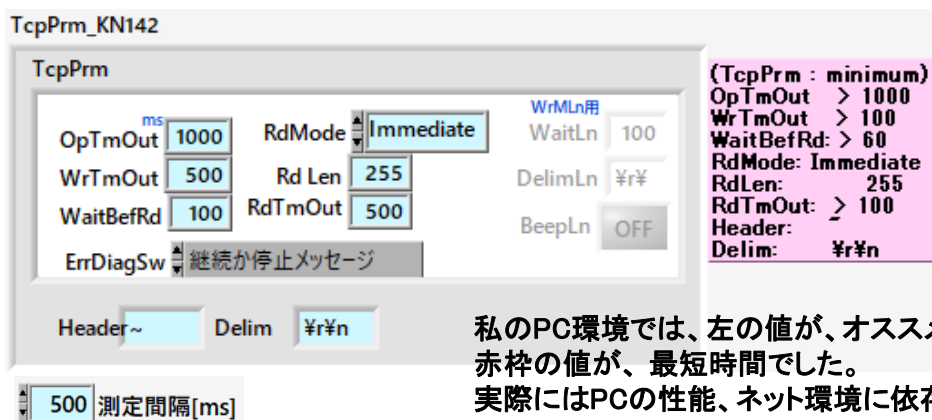 TcpPrm_KN142
TcpPrm
ms
OpTmOut 1000
WrTmOut 500
WaitBefRd 100
RdMode Immediate
Rd Len 255
RdTmOut 500
WrMLn用
WaitLn 100
DelimLn ¥r¥
BeepLn OFF
ErrDiagSw 継続か停止メッセージ
Header ~ Delim ¥r¥n
500 測定間隔[ms]
(TcpPrm : minimum)
OpTmOut > 1000
WrTmOut > 100
WaitBefRd: > 60
RdMode: Immediate
RdLen: 255
RdTmOut: > 100
Header:
Delim: ¥r¥n
私のPC環境では、左の値が、オススメ
赤枠の値が、最短時間でした。
実際にはPCの性能、ネット環境に依存